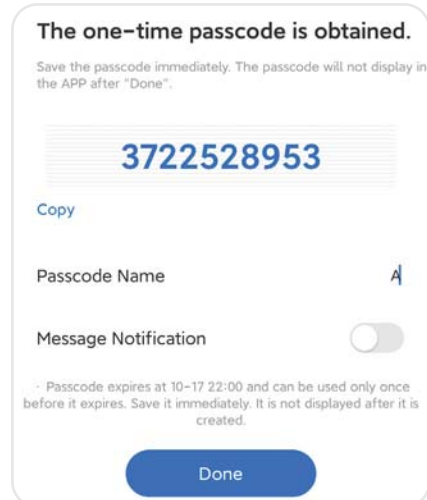 The one-time passcode is obtained.
Save the passcode immediately. The passcode will not display in
the APP after "Done".
3722528953
Copy
Passcode Name A
Message Notification
· Passcode expires at 10-17 22:00 and can be used only once
before it expires. Save it immediately. It is not displayed after it is
created.
Done